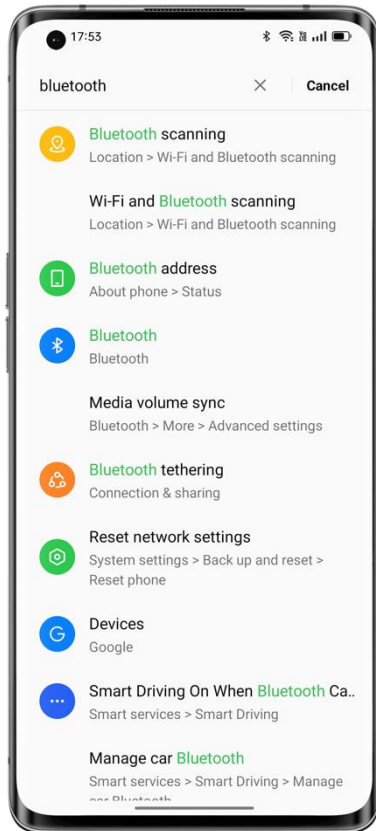 17:53
bluetooth
Cancel
Bluetooth scanning
Location > Wi-Fi and Bluetooth scanning
Wi-Fi and Bluetooth scanning
Location > Wi-Fi and Bluetooth scanning
Bluetooth address
About phone > Status
Bluetooth
Bluetooth
Media volume sync
Bluetooth > More > Advanced settings
Bluetooth tethering
Connection & sharing
Reset network settings
System settings > Back up and reset >
Reset phone
G
Devices
Google
Smart Driving On When Bluetooth Ca..
Smart services > Smart Driving
Manage car Bluetooth
Smart services > Smart Driving > Manage
car Bluetooth